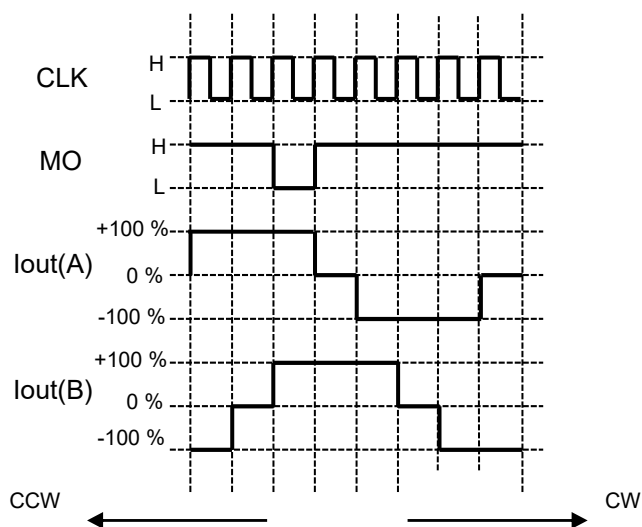 CLK
H
L
MO
H
L
Iout(A)
+100 %
0 %
-100 %
Iout(B)
+100 %
0 %
-100 %
CCW
CW